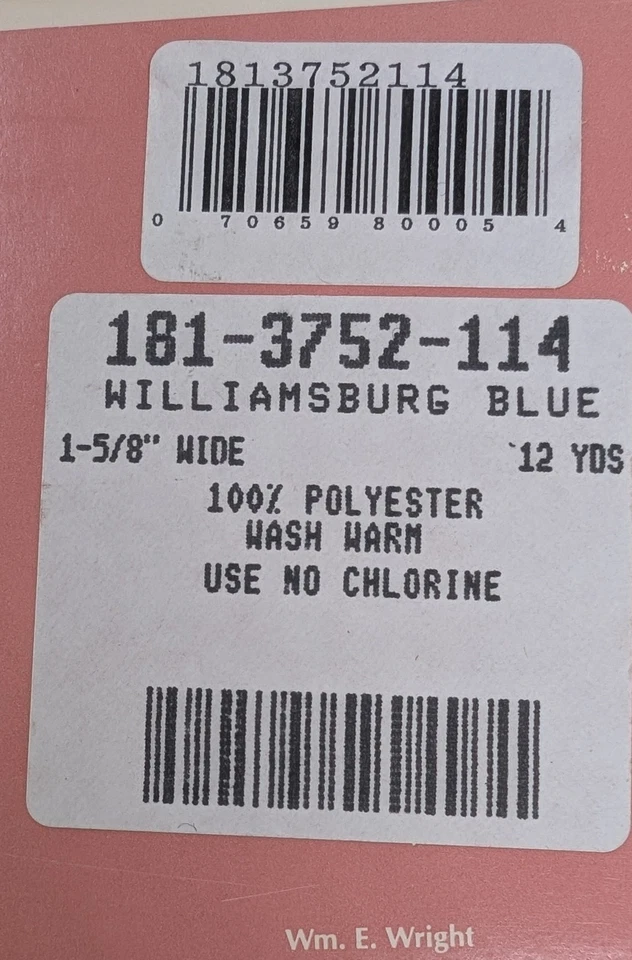 1813752114
0 70659 80005 4
181-3752-114
WILLIAMSBURG BLUE
1-5/8" WIDE 12 YDS
100% POLYESTER
WASH WARM
USE NO CHLORINE
Wm. E. Wright